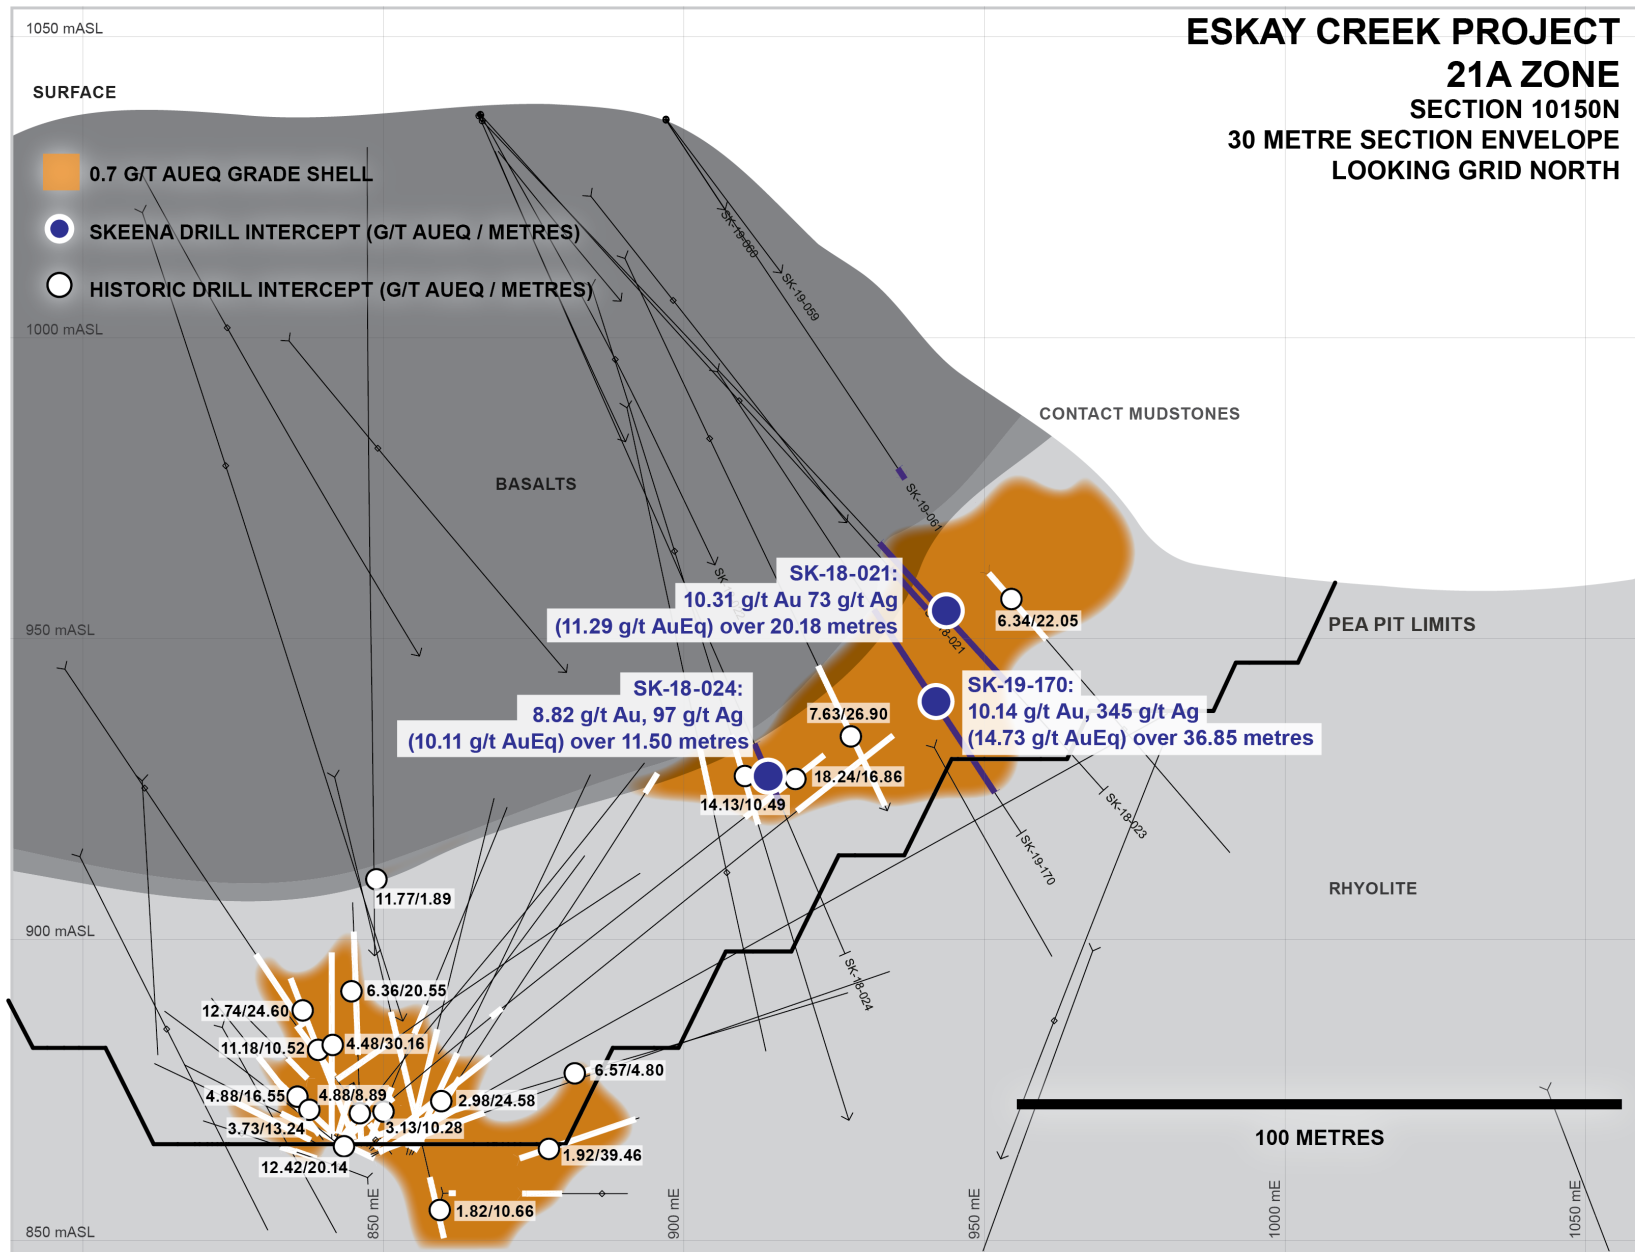 ESKAY CREEK PROJECT
21A ZONE
SECTION 10150N
30 METRE SECTION ENVELOPE
LOOKING GRID NORTH
1050 mASL
SURFACE
0.7 G/T AUEQ GRADE SHELL
SKEENA DRILL INTERCEPT (G/T AUEQ / METRES)
HISTORIC DRILL INTERCEPT (G/T AUEQ / METRES)
1000 mASL
SK-19-060
SK-19-059
CONTACT MUDSTONES
BASALTS
SK-19-061
SK-18-021:
10.31 g/t Au 73 g/t Ag
(11.29 g/t AuEq) over 20.18 metres
6.34/22.05
950 mASL
PEA PIT LIMITS
SK-18-024:
8.82 g/t Au, 97 g/t Ag
(10.11 g/t AuEq) over 11.50 metres
SK-19-170:
10.14 g/t Au, 345 g/t Ag
(14.73 g/t AuEq) over 36.85 metres
7.63/26.90
18.24/16.86
14.13/10.49
SK-18-023
SK-19-170
RHYOLITE
11.77/1.89
900 mASL
SK-18-024
6.36/20.55
12.74/24.60
4.48/30.16
11.18/10.52
6.57/4.80
4.88/16.55
4.88/8.89
2.98/24.58
3.73/13.24
3.13/10.28
12.42/20.14
1.92/39.46
1.82/10.66
100 METRES
850 mASL
850 mE
900 mE
950 mE
1000 mE
1050 mE